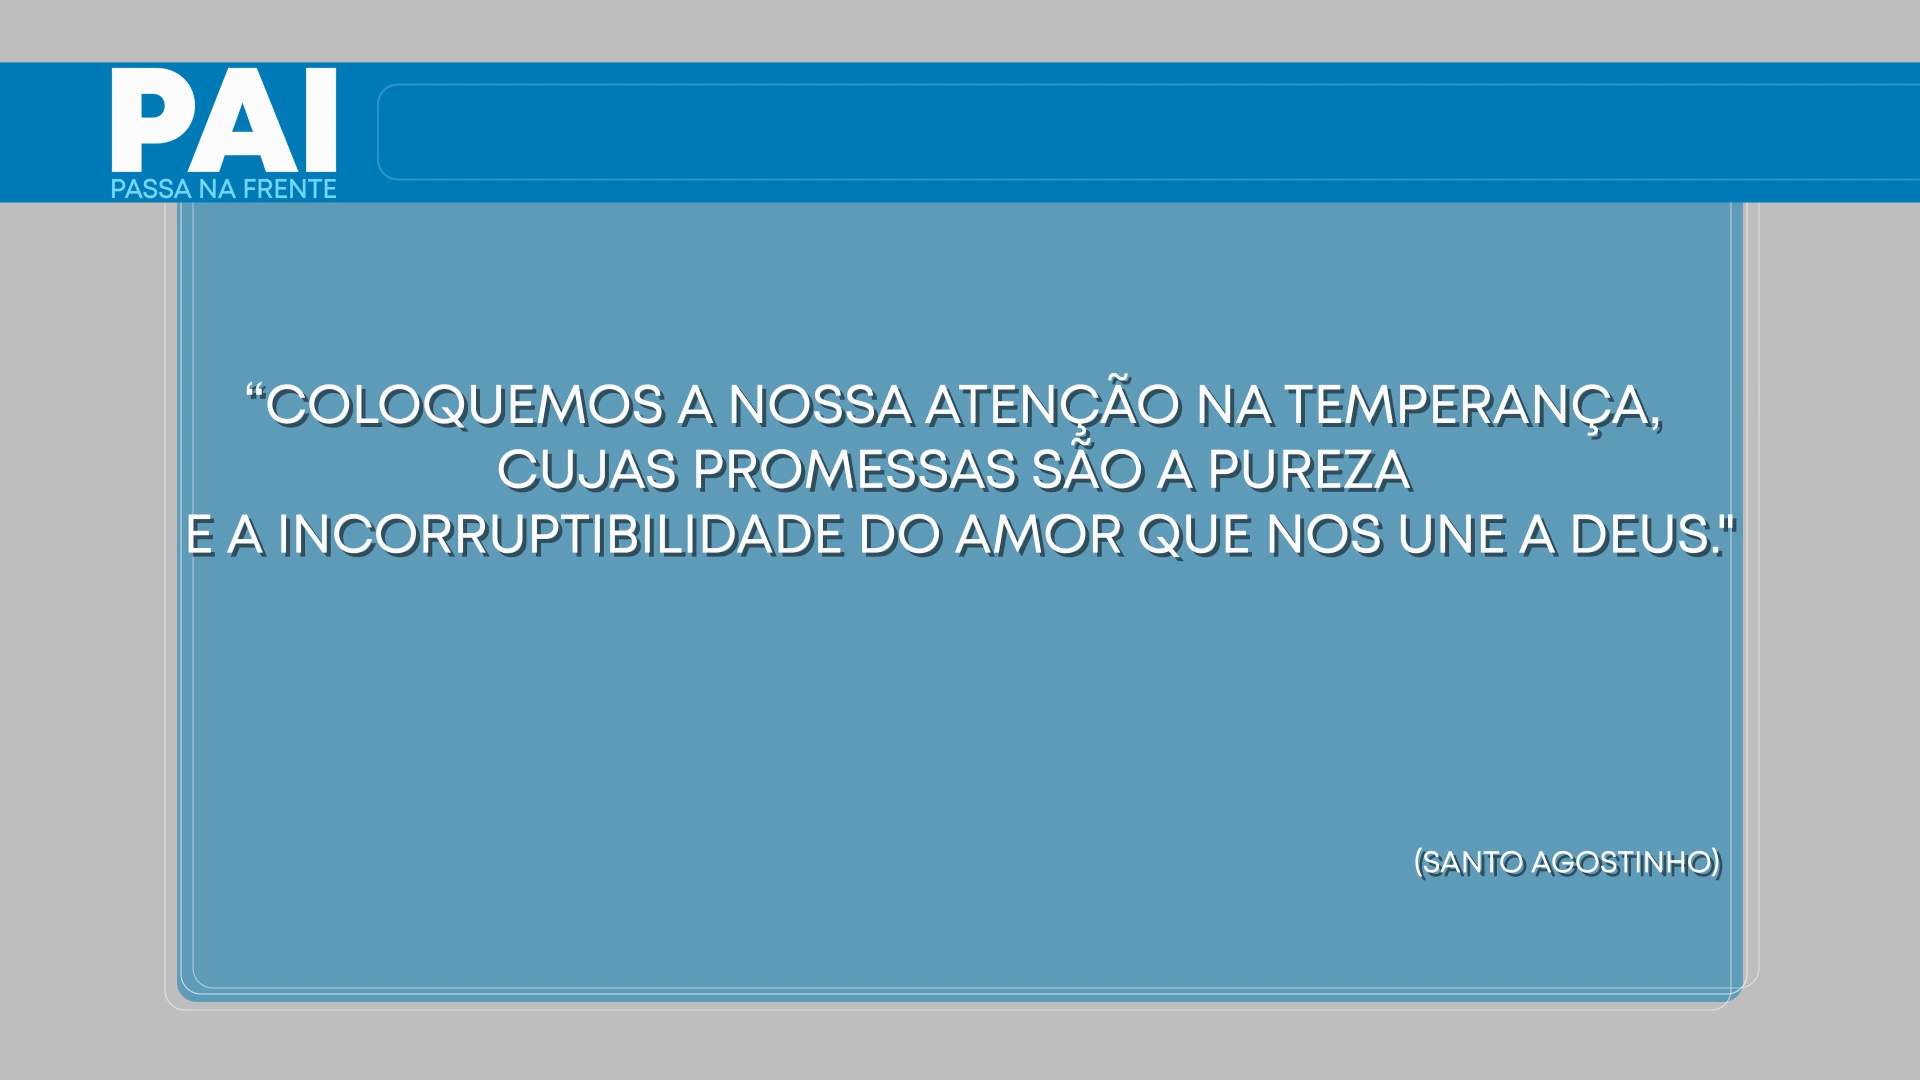 PAI
PASSA NA FRENTE
“COLOQUEMOS A NOSSA ATENÇÃO NA TEMPERANÇA,
CUJAS PROMESSAS SÃO A PUREZA
E A INCORRUPTIBILIDADE DO AMOR QUE NOS UNE A DEUS."
(SANTO AGOSTINHO)